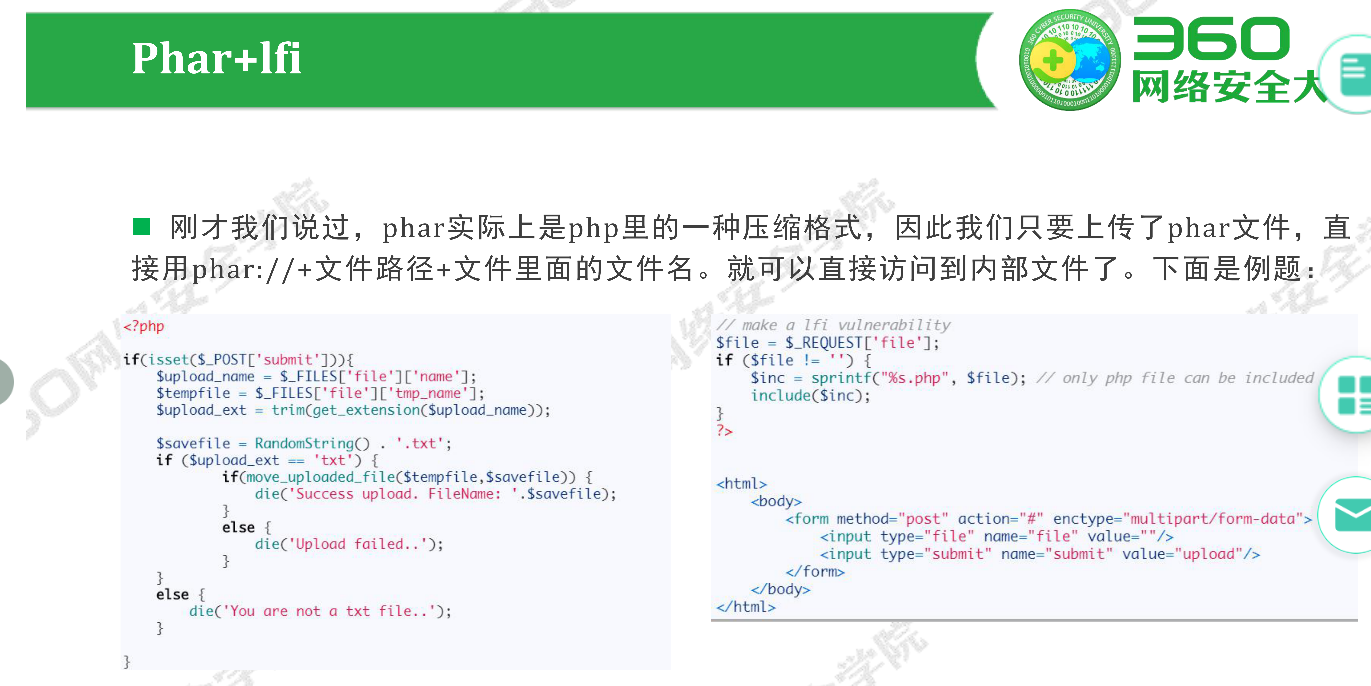 Phar+lfi
360
网络安全大
刚才我们说过，phar实际上是php里的一种压缩格式，因此我们只要上传了phar文件，直
接用phar://+文件路径+文件里面的文件名。就可以直接访问到内部文件了。下面是例题：
<?php
if(isset($_POST['submit'])){
$upload_name = $_FILES['file']['name'];
$tempfile = $_FILES['file']['tmp_name'];
$upload_ext = trim(get_extension($upload_name));
$savefile = RandomString() . '.txt';
if ($upload_ext == 'txt') {
if(move_uploaded_file($tempfile,$savefile)) {
die('Success upload. FileName: '.$savefile);
}
else {
die('Upload failed..');
}
}
else {
die('You are not a txt file..');
}
}
// make a lfi vulnerability
$file = $_REQUEST['file'];
if ($file != '') {
$inc = sprintf("%s.php", $file); // only php file can be included
include($inc);
}
?>
<html>
<body>
<form method="post" action="#" enctype="multipart/form-data">
<input type="file" name="file" value=""/>
<input type="submit" name="submit" value="upload"/>
</form>
</body>
</html>